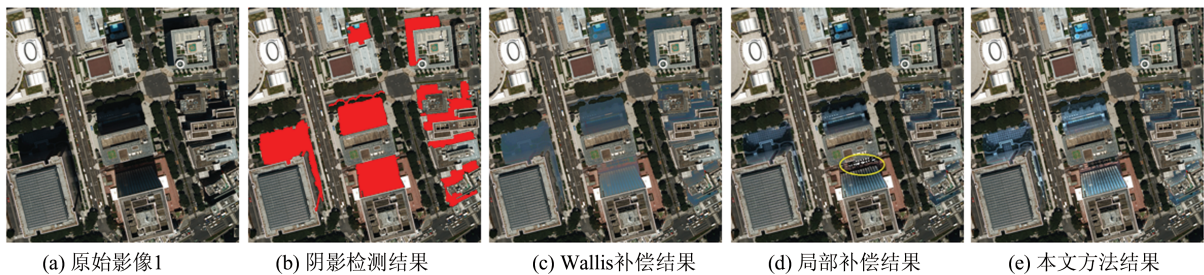 (a) 原始影像1
(b) 阴影检测结果
(c) Wallis补偿结果
(d) 局部补偿结果
(e) 本文方法结果